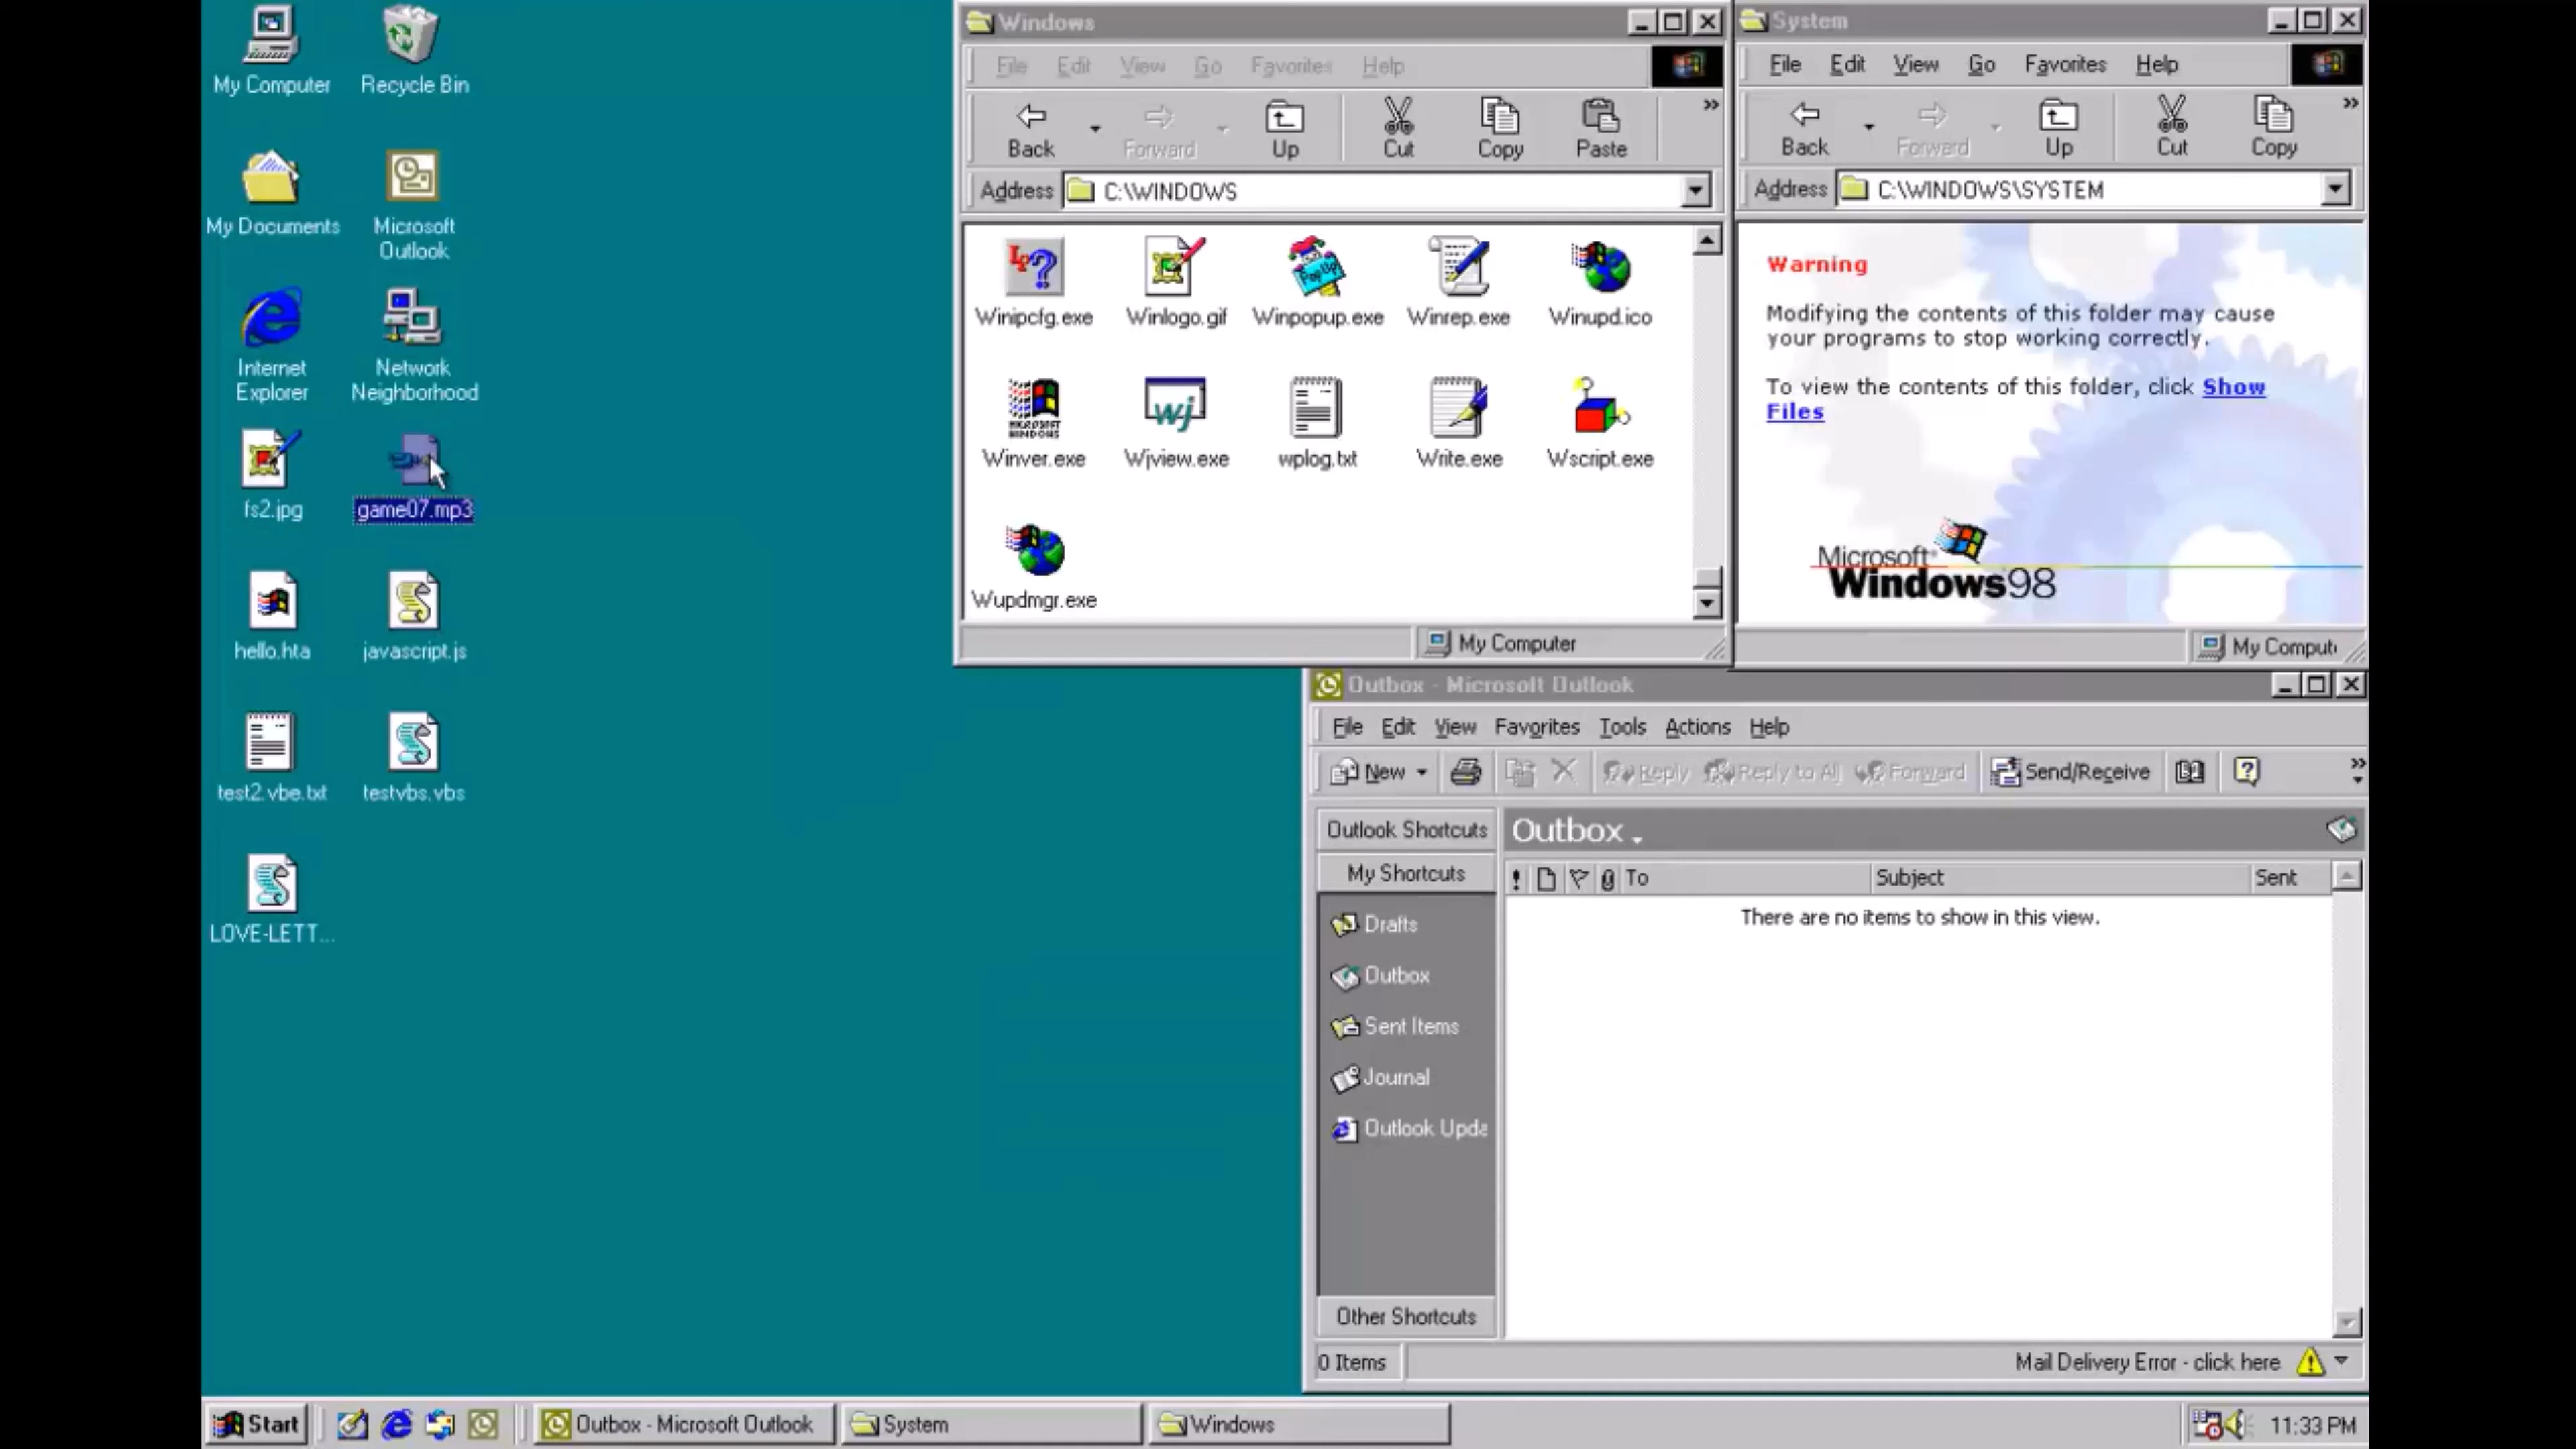 My Computer
Recycle Bin
My Documents
Microsoft
Outlook
Internet
Explorer
Network
Neighborhood
fs2.jpg
game07.mp3
hello.hta
javascript.js
test2.vbe.txt
testvbs.vbs
LOVE-LETT...
Windows
File Edit View Go Favorites Help
Back Forward Up Cut Copy Paste »
Address C:\WINDOWS
Winipcfg.exe Winlogo.gif Winpopup.exe Winrep.exe Winupd.ico
Winver.exe Wjview.exe wplog.txt Write.exe Wscript.exe
Wupdmgr.exe
My Computer
System
File Edit View Go Favorites Help
Back Forward Up Cut Copy »
Address C:\WINDOWS\SYSTEM
Warning
Modifying the contents of this folder may cause
your programs to stop working correctly.
To view the contents of this folder, click Show
Files
Microsoft
Windows98
My Comput
Outbox - Microsoft Outlook
File Edit View Favorites Tools Actions Help
New Reply Reply to All Forward Send/Receive »
Outlook Shortcuts
My Shortcuts
Drafts
Outbox
Sent Items
Journal
Outlook Upda
Other Shortcuts
Outbox
To Subject Sent
There are no items to show in this view.
0 Items
Mail Delivery Error - click here
Start Outbox - Microsoft Outlook System Windows 11:33 PM